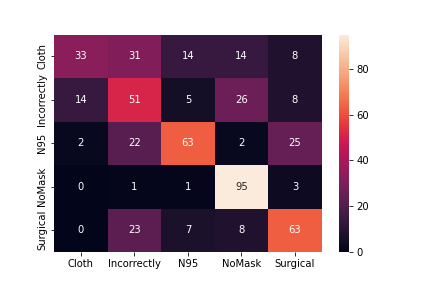 Cloth 33 31 14 14 8
Incorrectly 14 51 5 26 8
N95 2 22 63 2 25
NoMask 0 1 1 95 3
Surgical 0 23 7 8 63
Cloth Incorrectly N95 NoMask Surgical
80
60
40
20
0